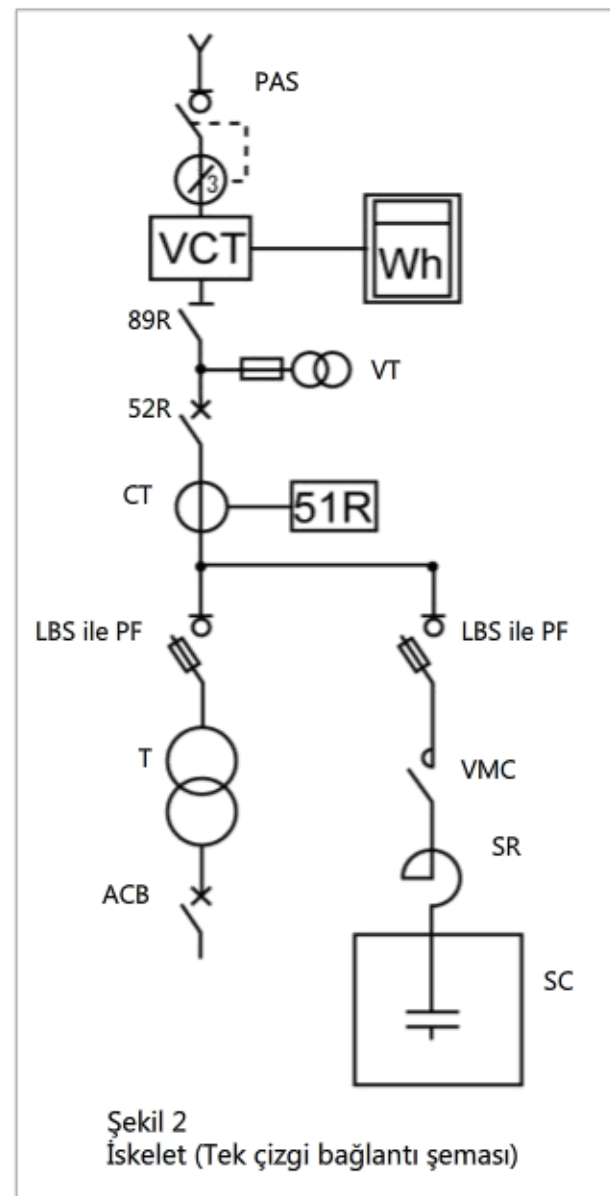 PAS
3
VCT
Wh
89R
VT
52R
CT
51R
LBS ile PF
LBS ile PF
T
VMC
SR
ACB
SC
Şekil 2
İskelet (Tek çizgi bağlantı şeması)